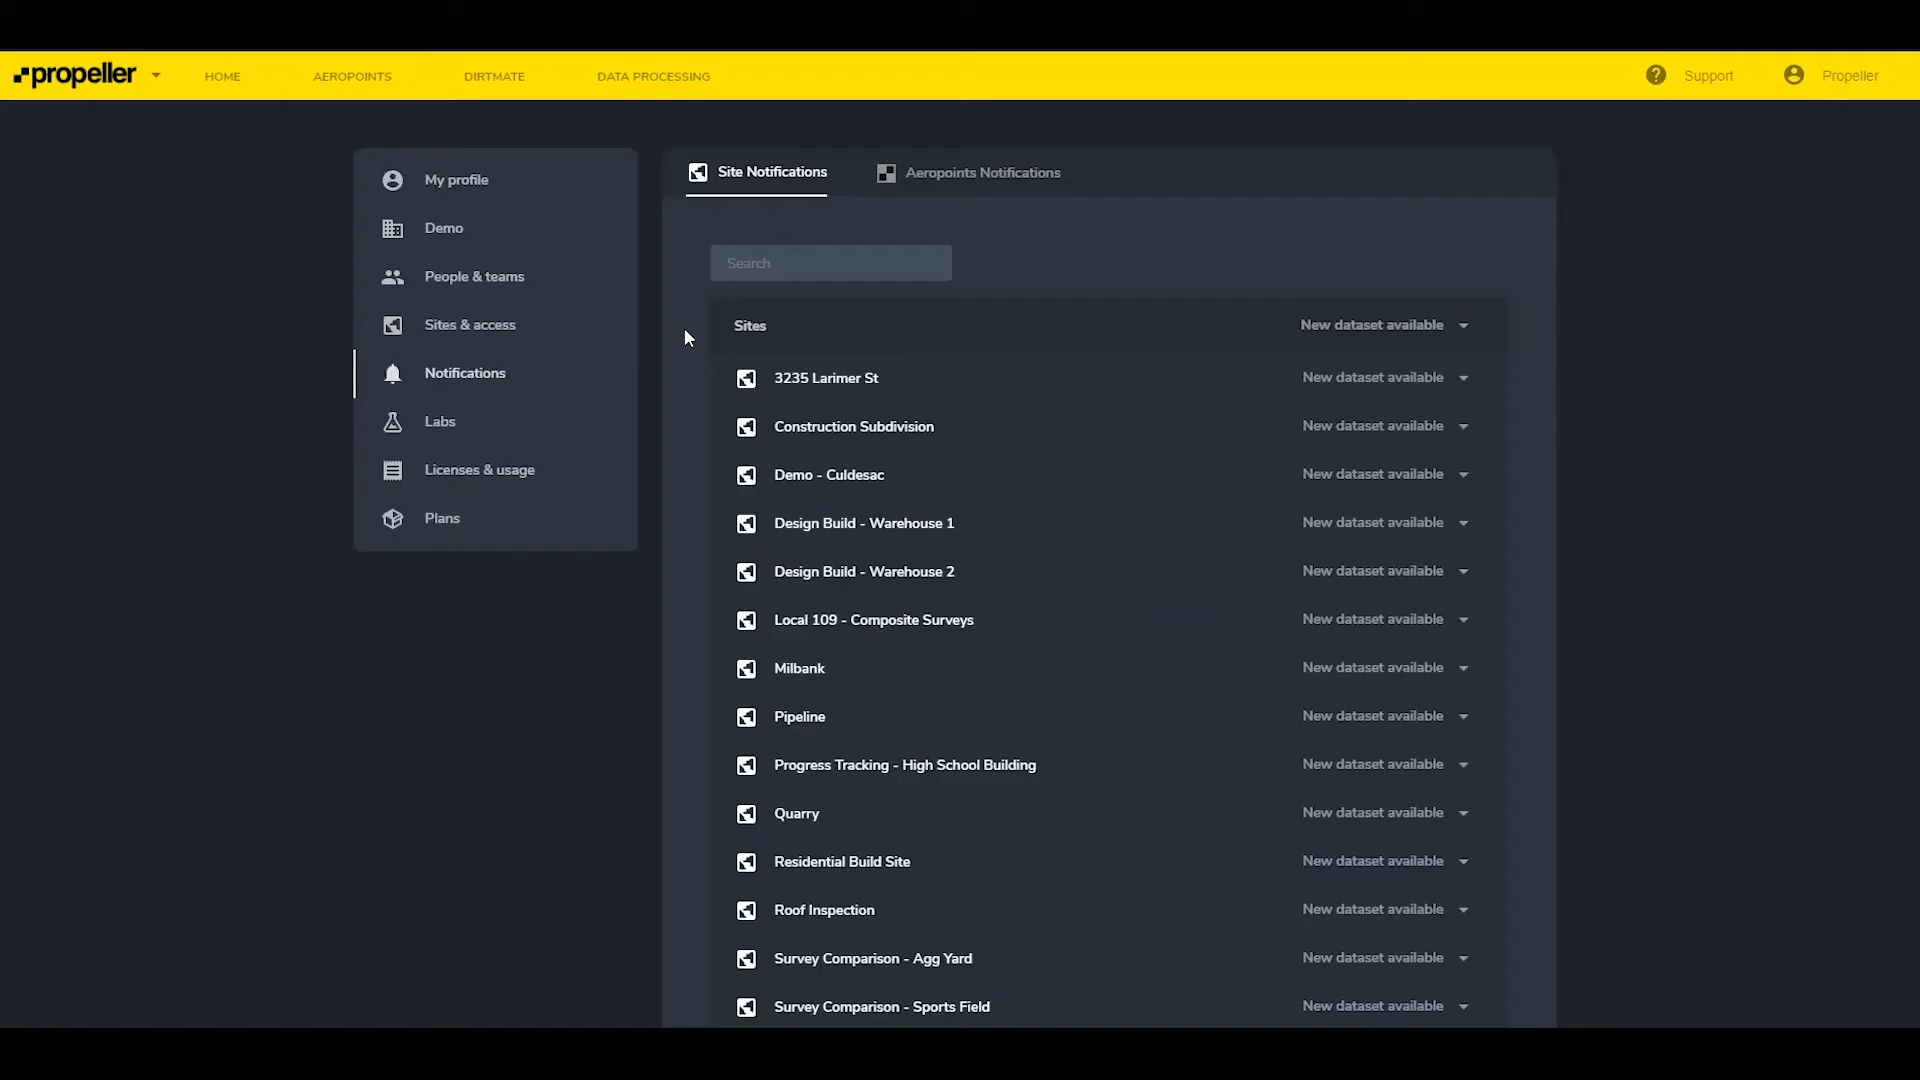 propeller
HOME
AEROPOINTS
DIRTMATE
DATA PROCESSING
? Support
Propeller
My profile
Demo
People & teams
Sites & access
Notifications
Labs
Licenses & usage
Plans
Site Notifications
Aeropoints Notifications
Search
Sites New dataset available
3235 Larimer St New dataset available
Construction Subdivision New dataset available
Demo - Culdesac New dataset available
Design Build - Warehouse 1 New dataset available
Design Build - Warehouse 2 New dataset available
Local 109 - Composite Surveys New dataset available
Milbank New dataset available
Pipeline New dataset available
Progress Tracking - High School Building New dataset available
Quarry New dataset available
Residential Build Site New dataset available
Roof Inspection New dataset available
Survey Comparison - Agg Yard New dataset available
Survey Comparison - Sports Field New dataset available